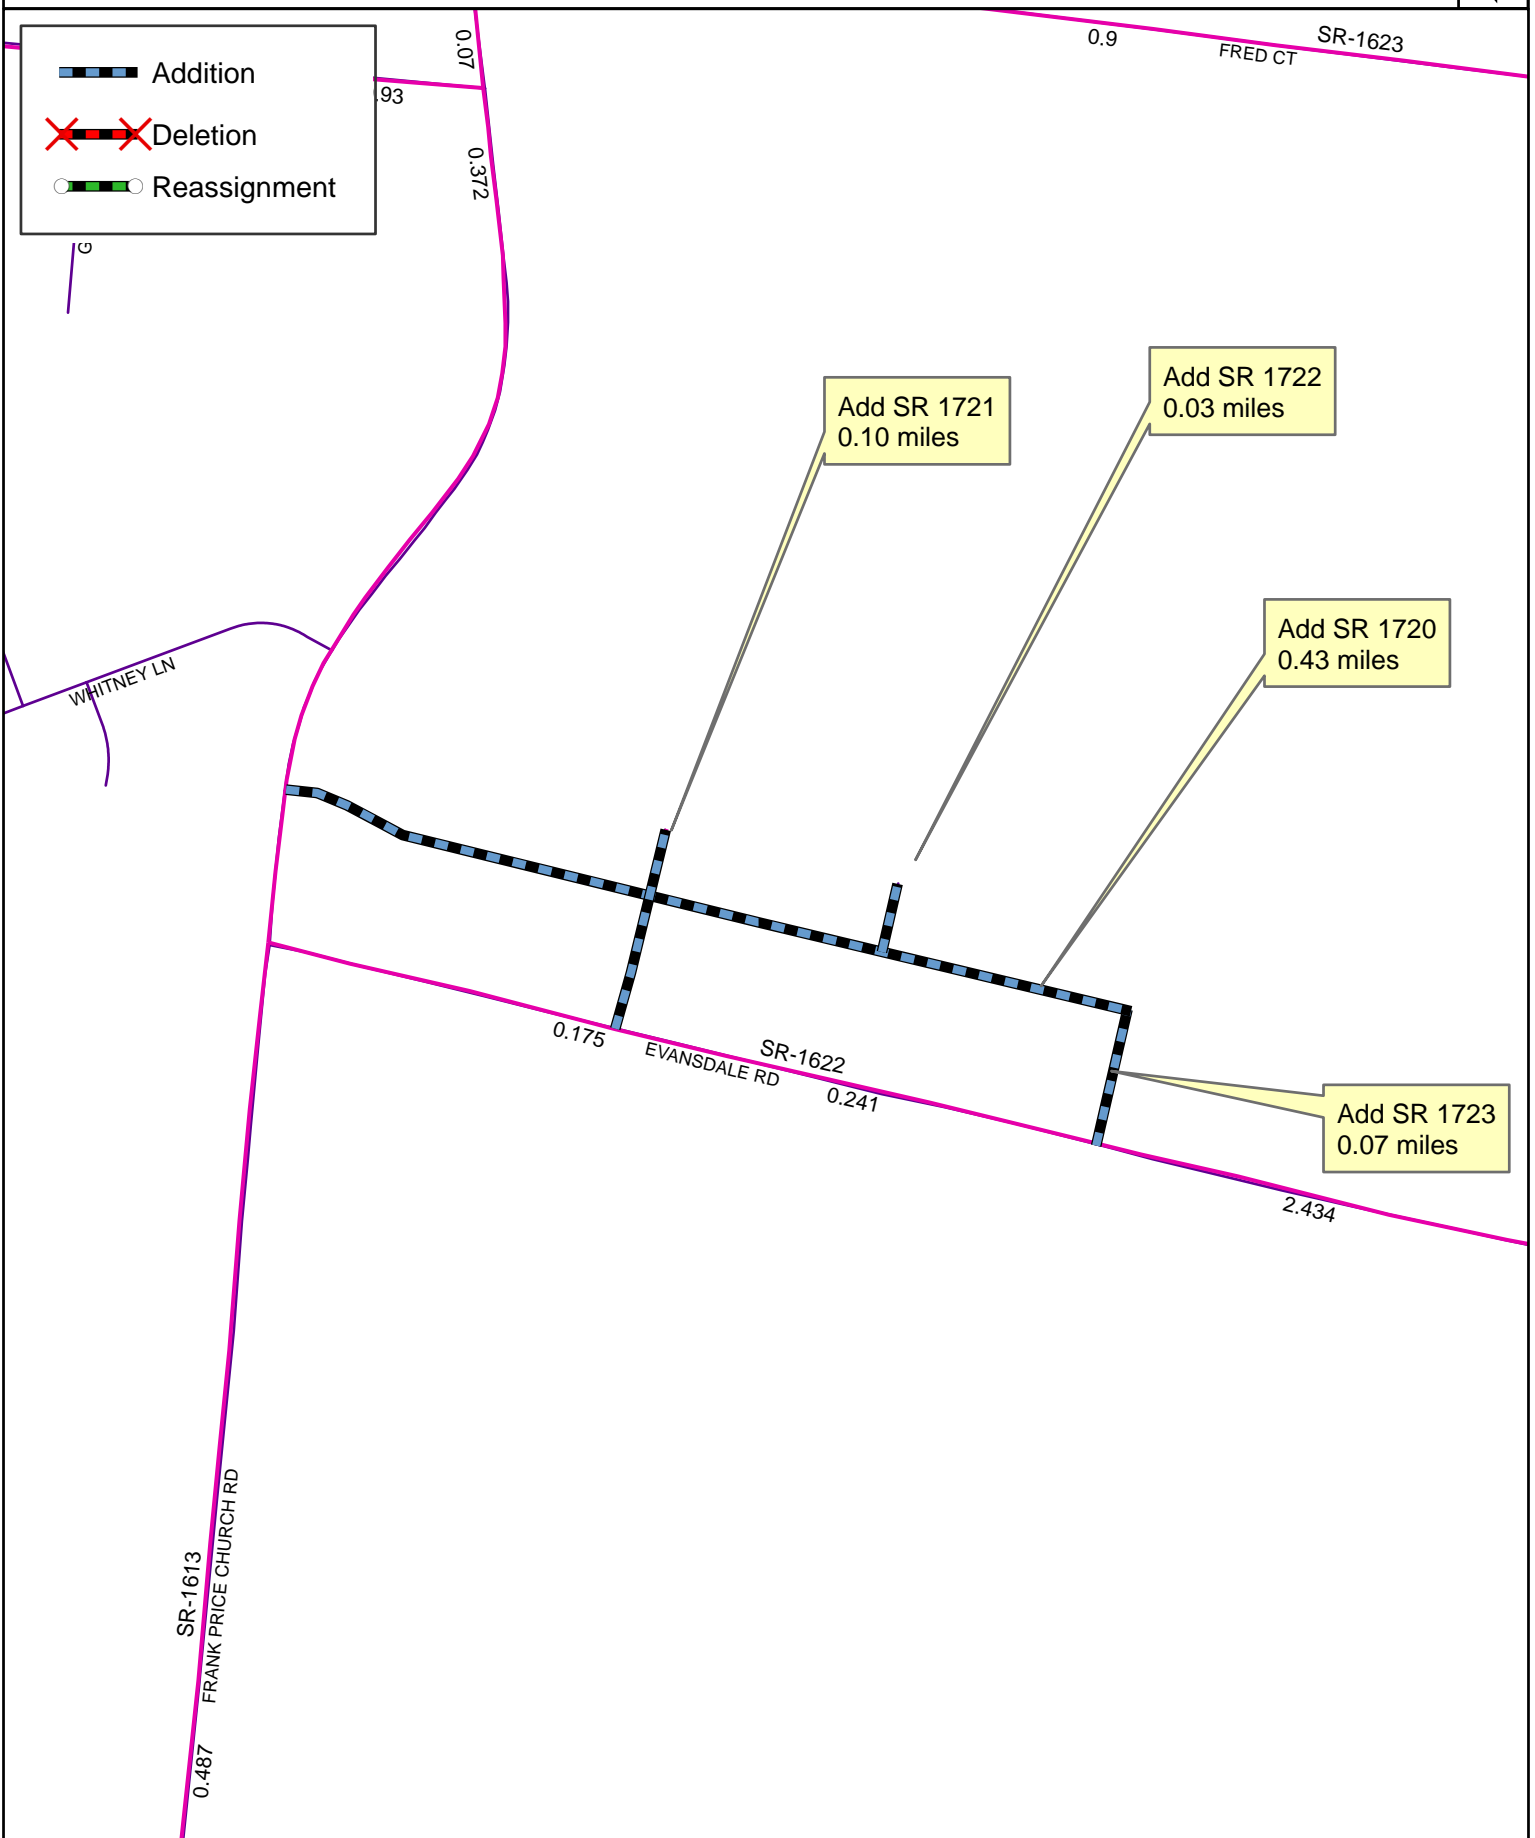 Addition
Deletion
Reassignment
.93
0.07
0.372
G
0.9
FRED CT
SR-1623
Add SR 1721
0.10 miles
Add SR 1722
0.03 miles
Add SR 1720
0.43 miles
WHITNEY LN
0.175
EVANSDALE RD
SR-1622
0.241
Add SR 1723
0.07 miles
2.434
SR-1613
FRANK PRICE CHURCH RD
0.487